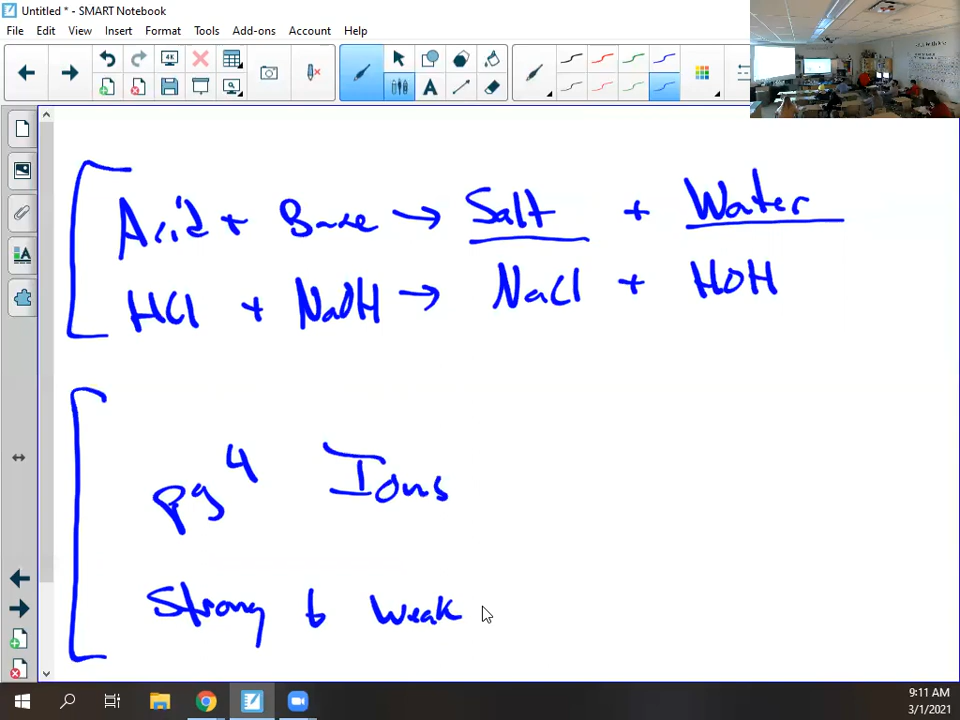 Untitled * - SMART Notebook
File Edit View Insert Format Tools Add-ons Account Help
Acid + Base → Salt + Water
HCl + NaOH → NaCl + HOH
pg 4 Ions
Strong to weak
9:11 AM
3/1/2021